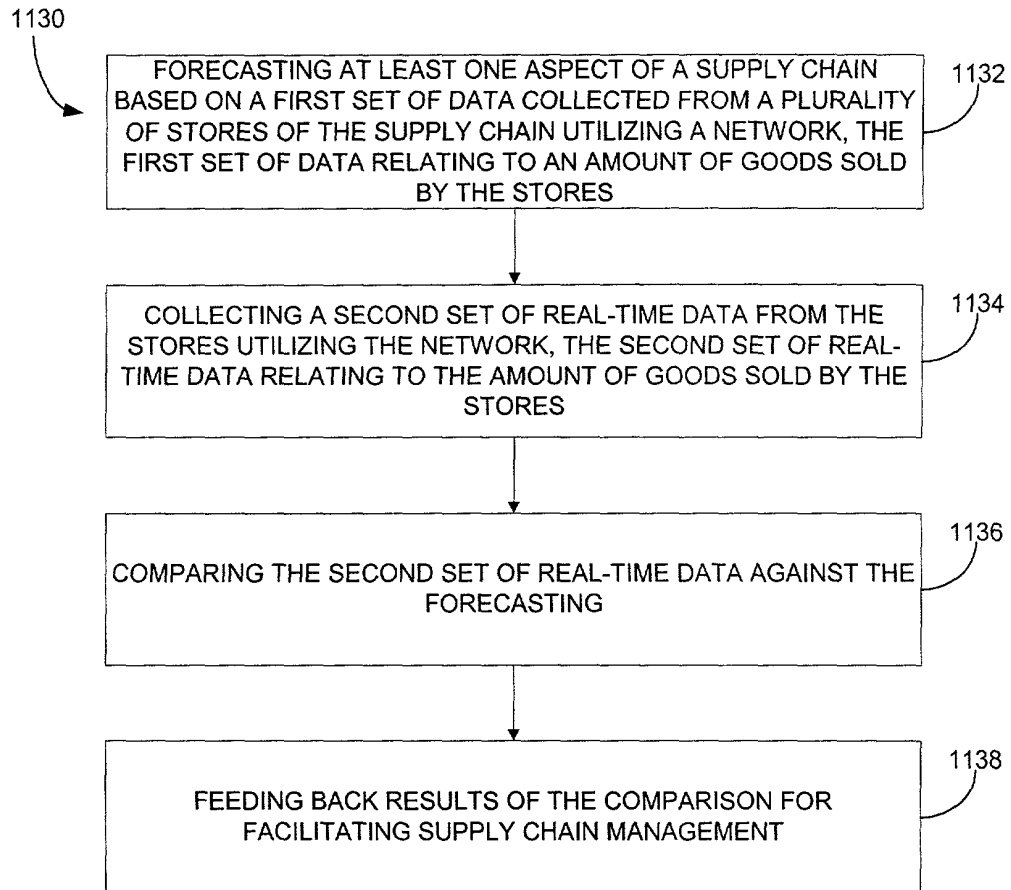 1130
FORECASTING AT LEAST ONE ASPECT OF A SUPPLY CHAIN
BASED ON A FIRST SET OF DATA COLLECTED FROM A PLURALITY
OF STORES OF THE SUPPLY CHAIN UTILIZING A NETWORK, THE
FIRST SET OF DATA RELATING TO AN AMOUNT OF GOODS SOLD
BY THE STORES
1132
COLLECTING A SECOND SET OF REAL-TIME DATA FROM THE
STORES UTILIZING THE NETWORK, THE SECOND SET OF REAL-
TIME DATA RELATING TO THE AMOUNT OF GOODS SOLD BY THE
STORES
1134
COMPARING THE SECOND SET OF REAL-TIME DATA AGAINST THE
FORECASTING
1136
FEEDING BACK RESULTS OF THE COMPARISON FOR
FACILITATING SUPPLY CHAIN MANAGEMENT
1138